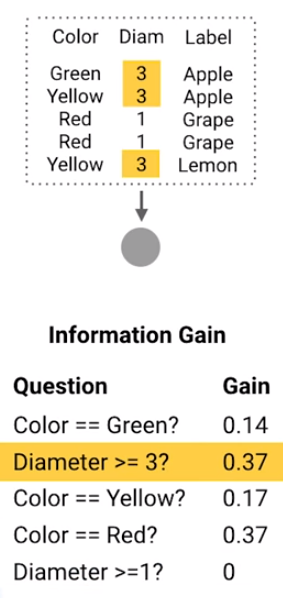 Color Diam Label
Green 3 Apple
Yellow 3 Apple
Red 1 Grape
Red 1 Grape
Yellow 3 Lemon
Information Gain
Question Gain
Color == Green? 0.14
Diameter >= 3? 0.37
Color == Yellow? 0.17
Color == Red? 0.37
Diameter >=1? 0